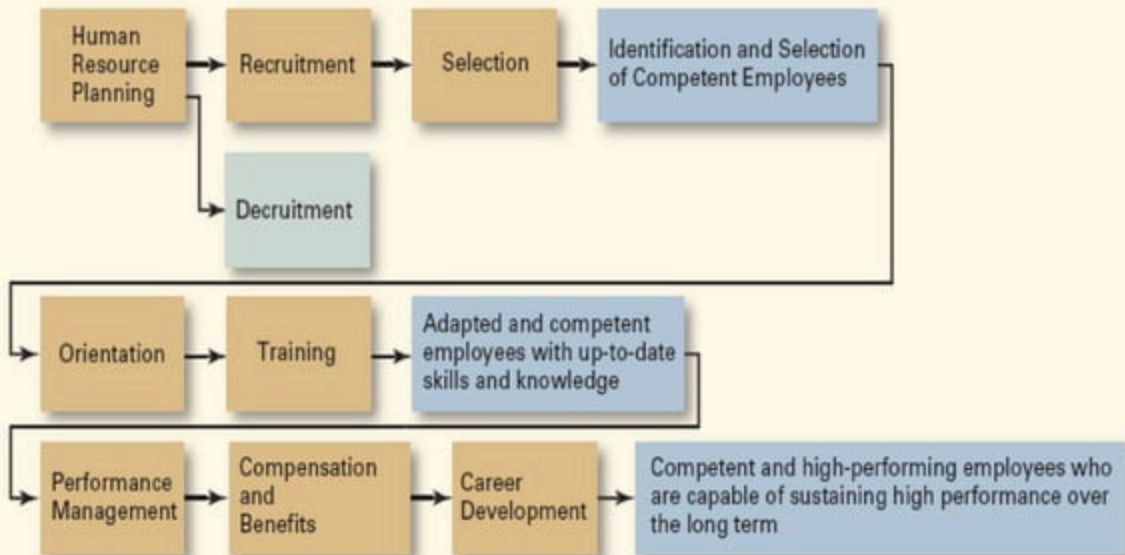 Human
Resource
Planning
Recruitment
Selection
Identification and Selection
of Competent Employees
Decruitment
Orientation
Training
Adapted and competent
employees with up-to-date
skills and knowledge
Performance
Management
Compensation
and
Benefits
Career
Development
Competent and high-performing employees who
are capable of sustaining high performance over
the long term